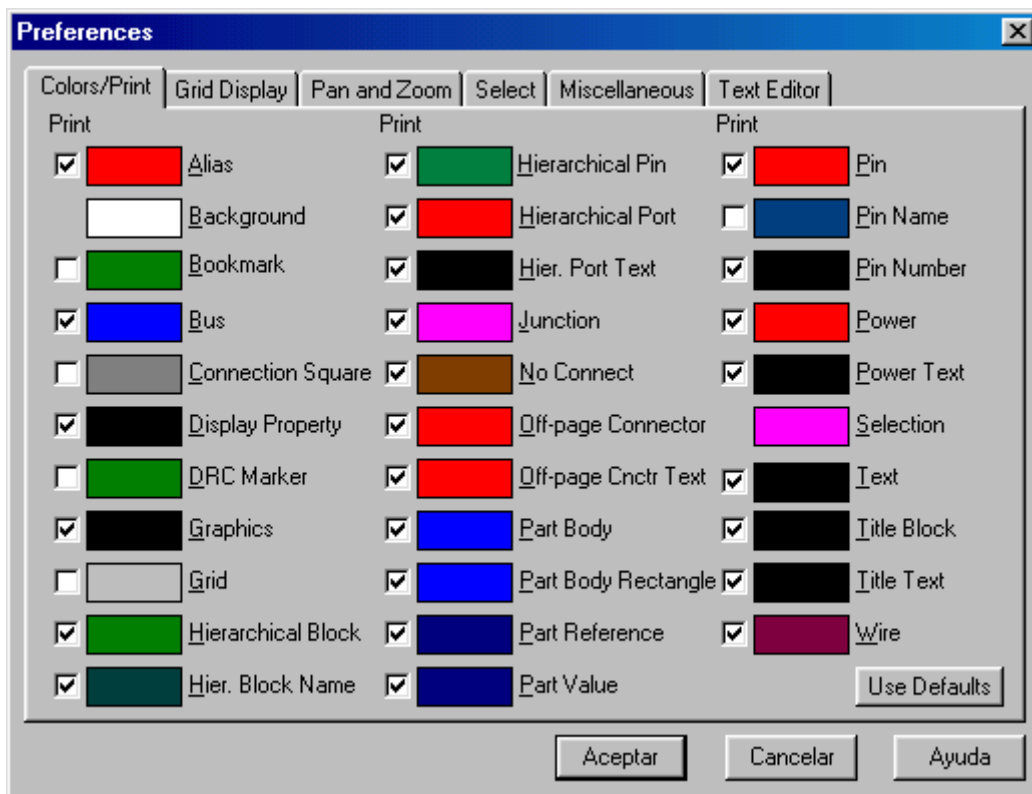 Preferences
Colors/Print
Grid Display
Pan and Zoom
Select
Miscellaneous
Text Editor
Print
Alias
Background
Bookmark
Bus
Connection Square
Display Property
DRC Marker
Graphics
Grid
Hierarchical Block
Hier. Block Name
Print
Hierarchical Pin
Hierarchical Port
Hier. Port Text
Junction
No Connect
Off-page Connector
Off-page Cnctr Text
Part Body
Part Body Rectangle
Part Reference
Part Value
Print
Pin
Pin Name
Pin Number
Power
Power Text
Selection
Text
Title Block
Title Text
Wire
Use Defaults
Aceptar
Cancelar
Ayuda